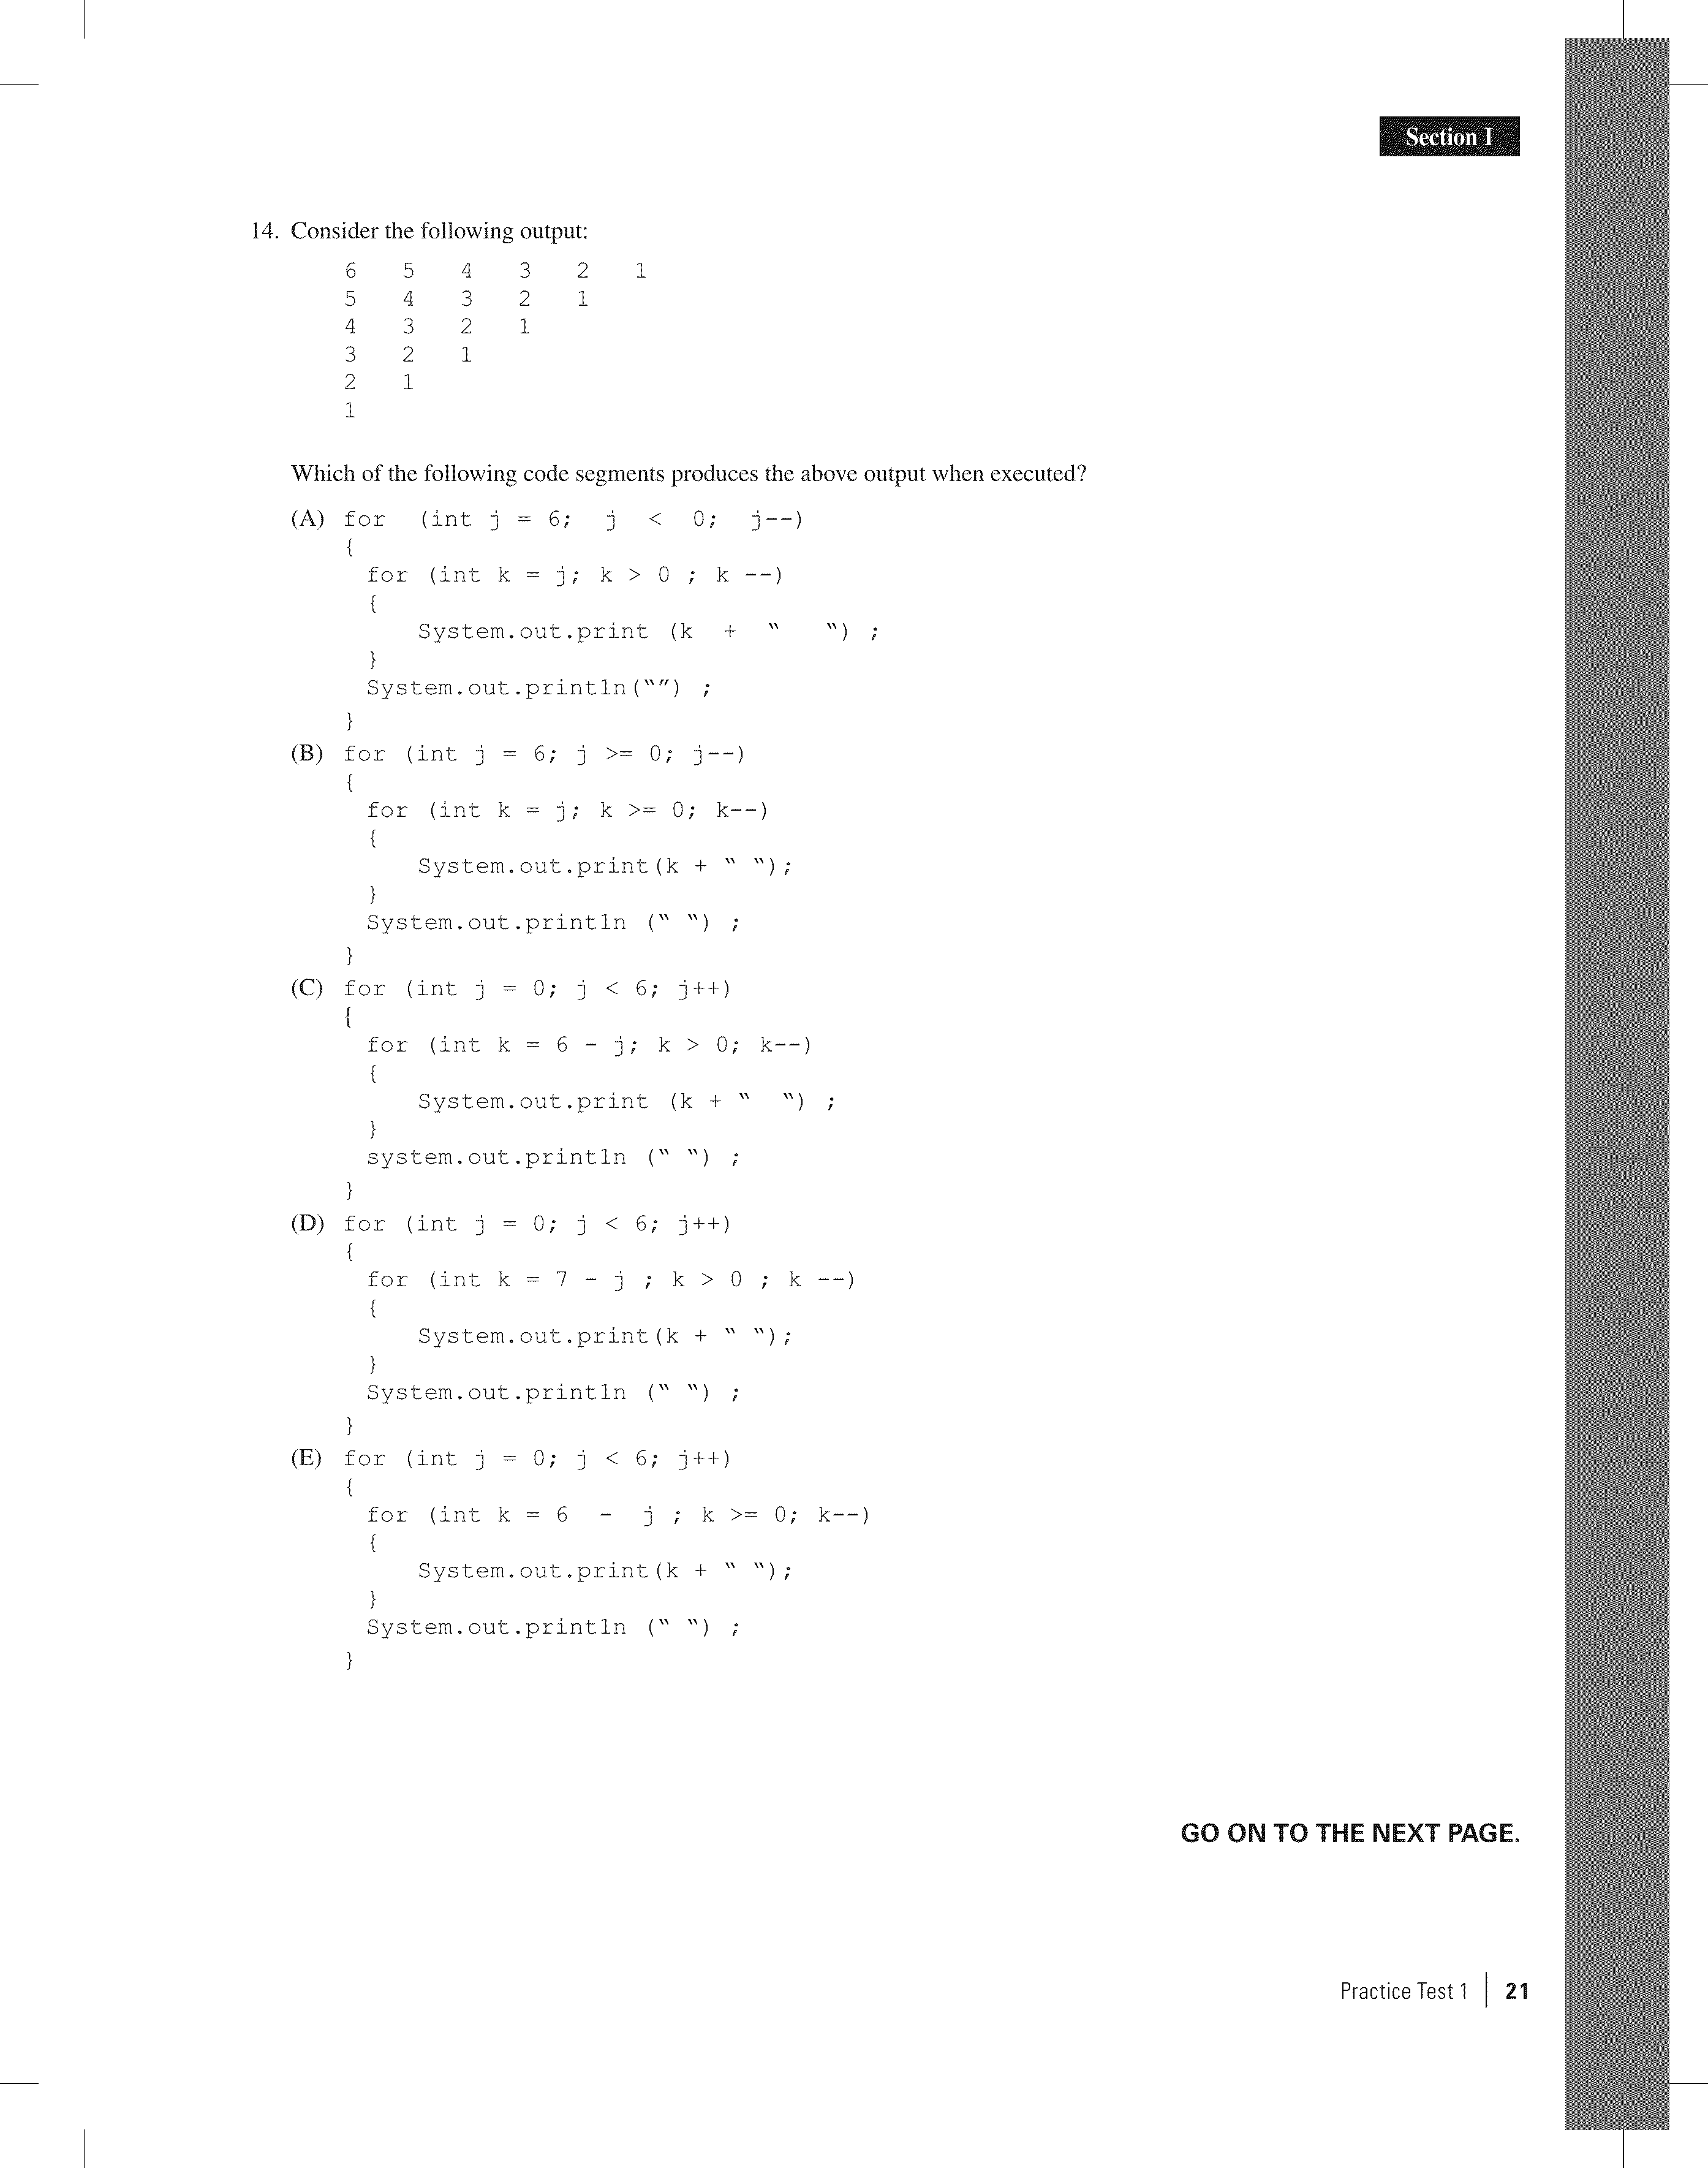 Section I
14. Consider the following output:
6 5 4 3 2 1
5 4 3 2 1
4 3 2 1
3 2 1
2 1
1
Which of the following code segments produces the above output when executed?
(A) for (int j = 6; j < 0; j--)
{
for (int k = j; k > 0 ; k --)
{
System.out.print (k + “ “) ;
}
System.out.println(“”) ;
}
(B) for (int j = 6; j >= 0; j--)
{
for (int k = j; k >= 0; k--)
{
System.out.print(k + “ “);
}
System.out.println (“ “) ;
}
(C) for (int j = 0; j < 6; j++)
{
for (int k = 6 - j; k > 0; k--)
{
System.out.print (k + “ “) ;
}
system.out.println (“ “) ;
}
(D) for (int j = 0; j < 6; j++)
{
for (int k = 7 - j ; k > 0 ; k --)
{
System.out.print(k + “ “);
}
System.out.println (“ “) ;
}
(E) for (int j = 0; j < 6; j++)
{
for (int k = 6 - j ; k >= 0; k--)
{
System.out.print(k + “ “);
}
System.out.println (“ “) ;
}
GO ON TO THE NEXT PAGE.
Practice Test 1 | 21